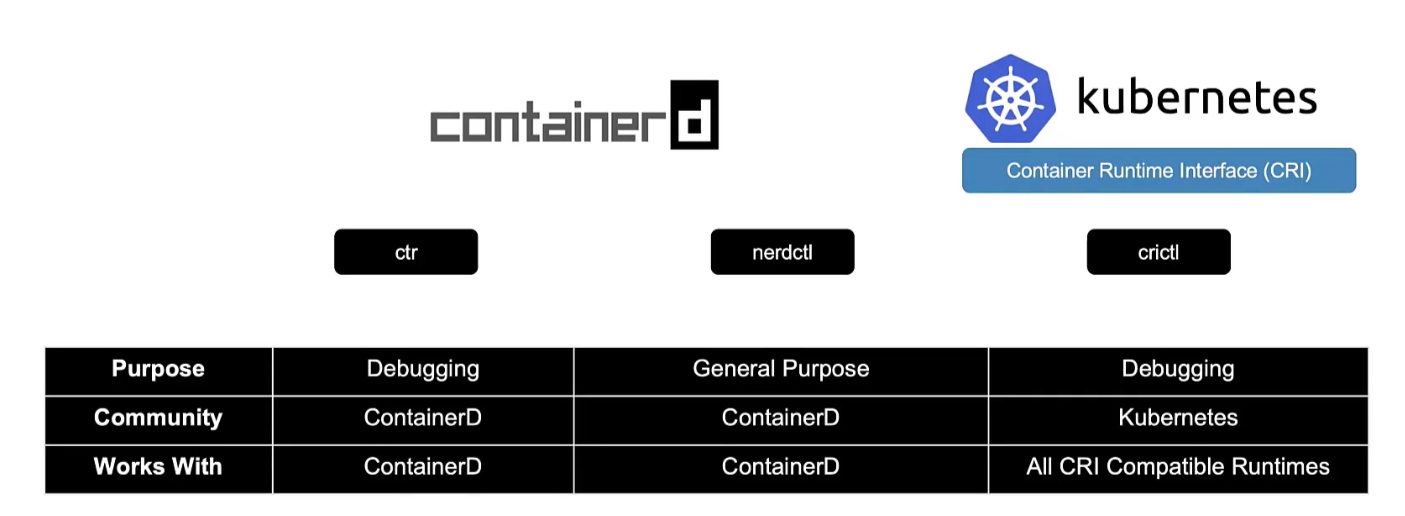 containerd
kubernetes
Container Runtime Interface (CRI)
ctr nerdctl crictl
Purpose Debugging General Purpose Debugging
Community ContainerD ContainerD Kubernetes
Works With ContainerD ContainerD All CRI Compatible Runtimes